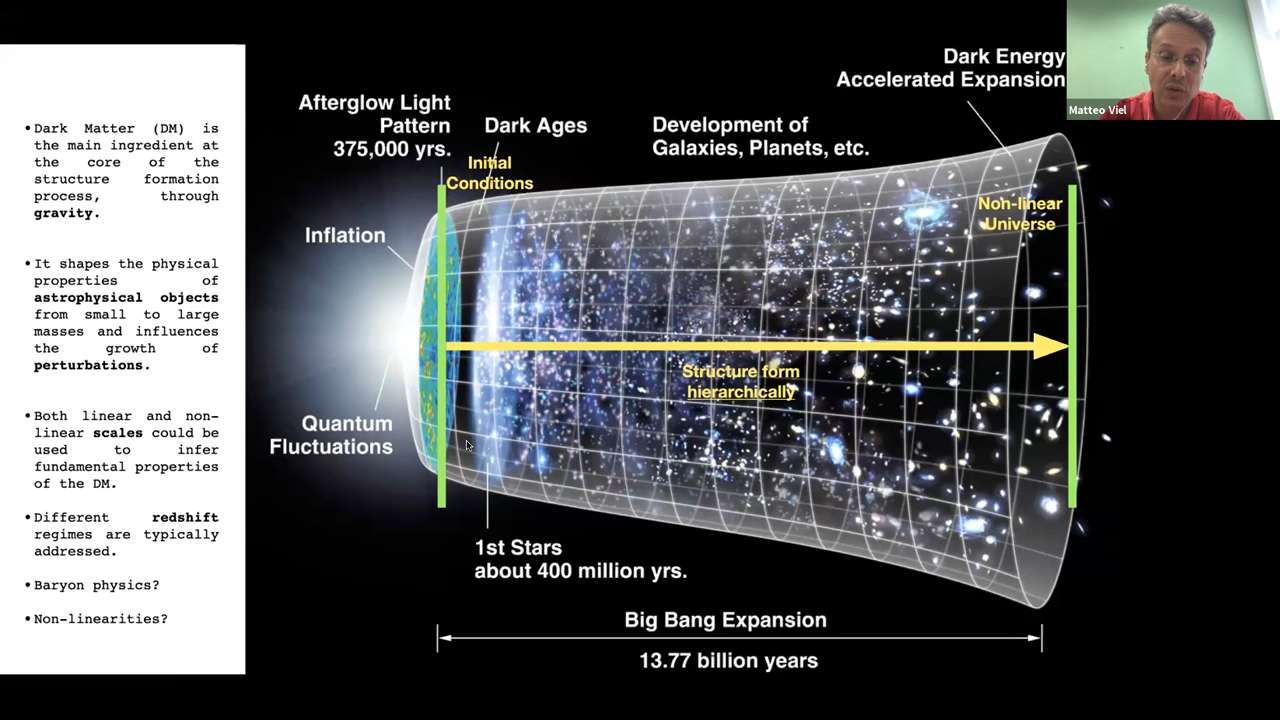 • Dark Matter (DM) is
the main ingredient at
the core of the
structure formation
process, through
gravity.
• It shapes the physical
properties of
astrophysical objects
from small to large
masses and influences
the growth of
perturbations.
• Both linear and non-
linear scales could be
used to infer
fundamental properties
of the DM.
• Different redshift
regimes are typically
addressed.
• Baryon physics?
• Non-linearities?
Afterglow Light
Pattern
375,000 yrs.
Dark Ages
Initial
Conditions
Development of
Galaxies, Planets, etc.
Dark Energy
Accelerated Expansion
Matteo Viel
Inflation
Non-linear
Universe
Structure form
hierarchically
Quantum
Fluctuations
1st Stars
about 400 million yrs.
Big Bang Expansion
13.77 billion years